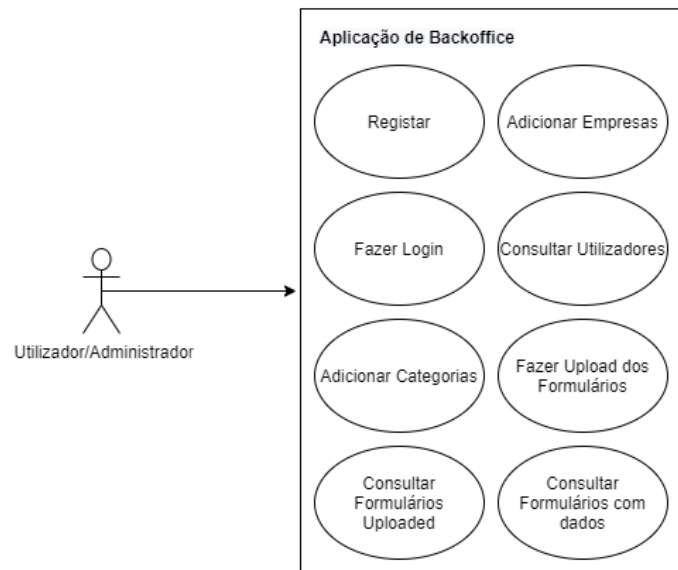 Aplicação de Backoffice
Registar
Adicionar Empresas
Fazer Login
Consultar Utilizadores
Utilizador/Administrador
Adicionar Categorias
Fazer Upload dos
Formulários
Consultar
Formulários
Uploaded
Consultar
Formulários com
dados